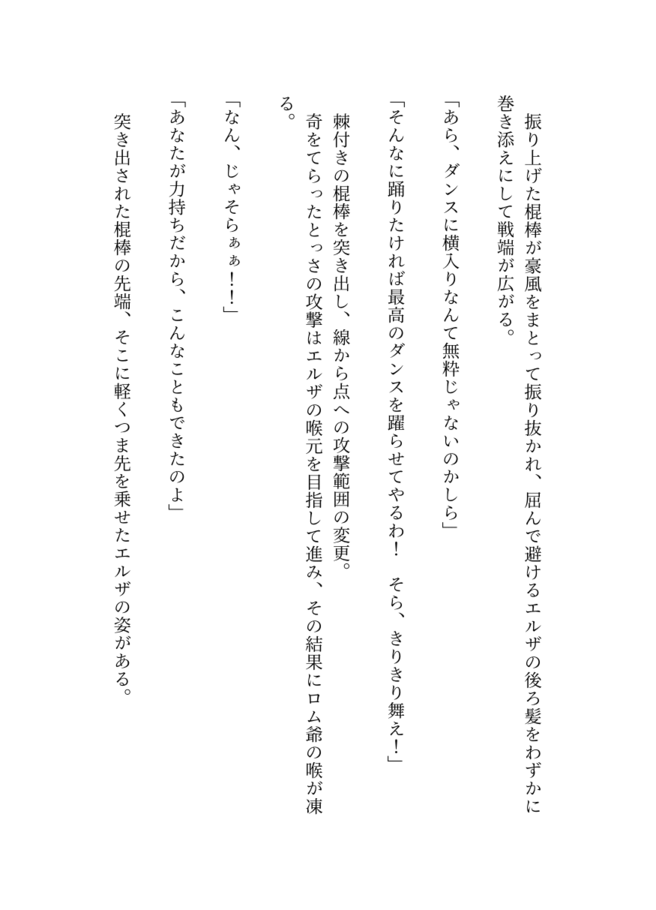 振り上げた棍棒が豪風をまとって振り抜かれ、屈んで避けるエルザの後ろ髪をわずかに
巻き添えにして戦端が広がる。
「あら、ダンスに横入りなんて無粋じゃないのかしら」
「そんなに踊りたければ最高のダンスを躍らせてやるわ！　そら、きりきり舞え！」
棘付きの棍棒を突き出し、線から点への攻撃範囲の変更。
奇をてらったとっさの攻撃はエルザの喉元を目指して進み、その結果にロム爺の喉が凍
る。
「なん、じゃそらぁぁ！！」
「あなたが力持ちだから、こんなこともできたのよ」
突き出された棍棒の先端、そこに軽くつま先を乗せたエルザの姿がある。